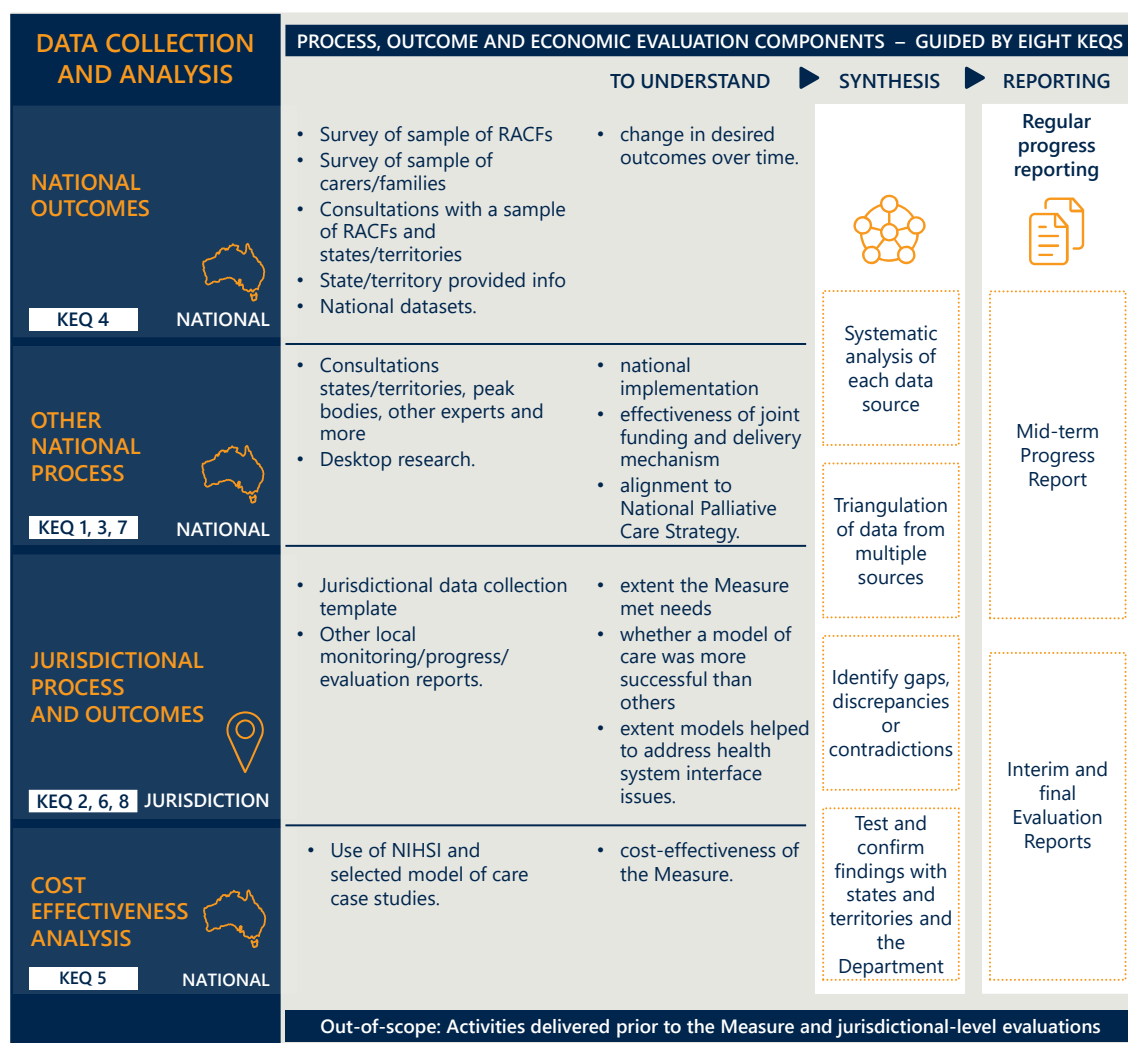 DATA COLLECTION
AND ANALYSIS
PROCESS, OUTCOME AND ECONOMIC EVALUATION COMPONENTS – GUIDED BY EIGHT KEQS
TO UNDERSTAND
SYNTHESIS
REPORTING
NATIONAL
OUTCOMES
KEQ 4
NATIONAL
• Survey of sample of RACFs
• Survey of sample of
carers/families
• Consultations with a sample
of RACFs and
states/territories
• State/territory provided info
• National datasets.
• change in desired
outcomes over time.
OTHER
NATIONAL
PROCESS
KEQ 1, 3, 7
NATIONAL
• Consultations
states/territories, peak
bodies, other experts and
more
• Desktop research.
• national
implementation
• effectiveness of joint
funding and delivery
mechanism
• alignment to
National Palliative
Care Strategy.
JURISDICTIONAL
PROCESS
AND OUTCOMES
KEQ 2, 6, 8
JURISDICTION
• Jurisdictional data collection
template
• Other local
monitoring/progress/
evaluation reports.
• extent the Measure
met needs
• whether a model of
care was more
successful than
others
• extent models helped
to address health
system interface
issues.
COST
EFFECTIVENESS
ANALYSIS
KEQ 5
NATIONAL
• Use of NIHSI and
selected model of care
case studies.
• cost-effectiveness of
the Measure.
Systematic
analysis of
each data
source
Triangulation
of data from
multiple
sources
Identify gaps,
discrepancies
or
contradictions
Test and
confirm
findings with
states and
territories and
the
Department
Regular
progress
reporting
Mid-term
Progress
Report
Interim and
final
Evaluation
Reports
Out-of-scope: Activities delivered prior to the Measure and jurisdictional-level evaluations